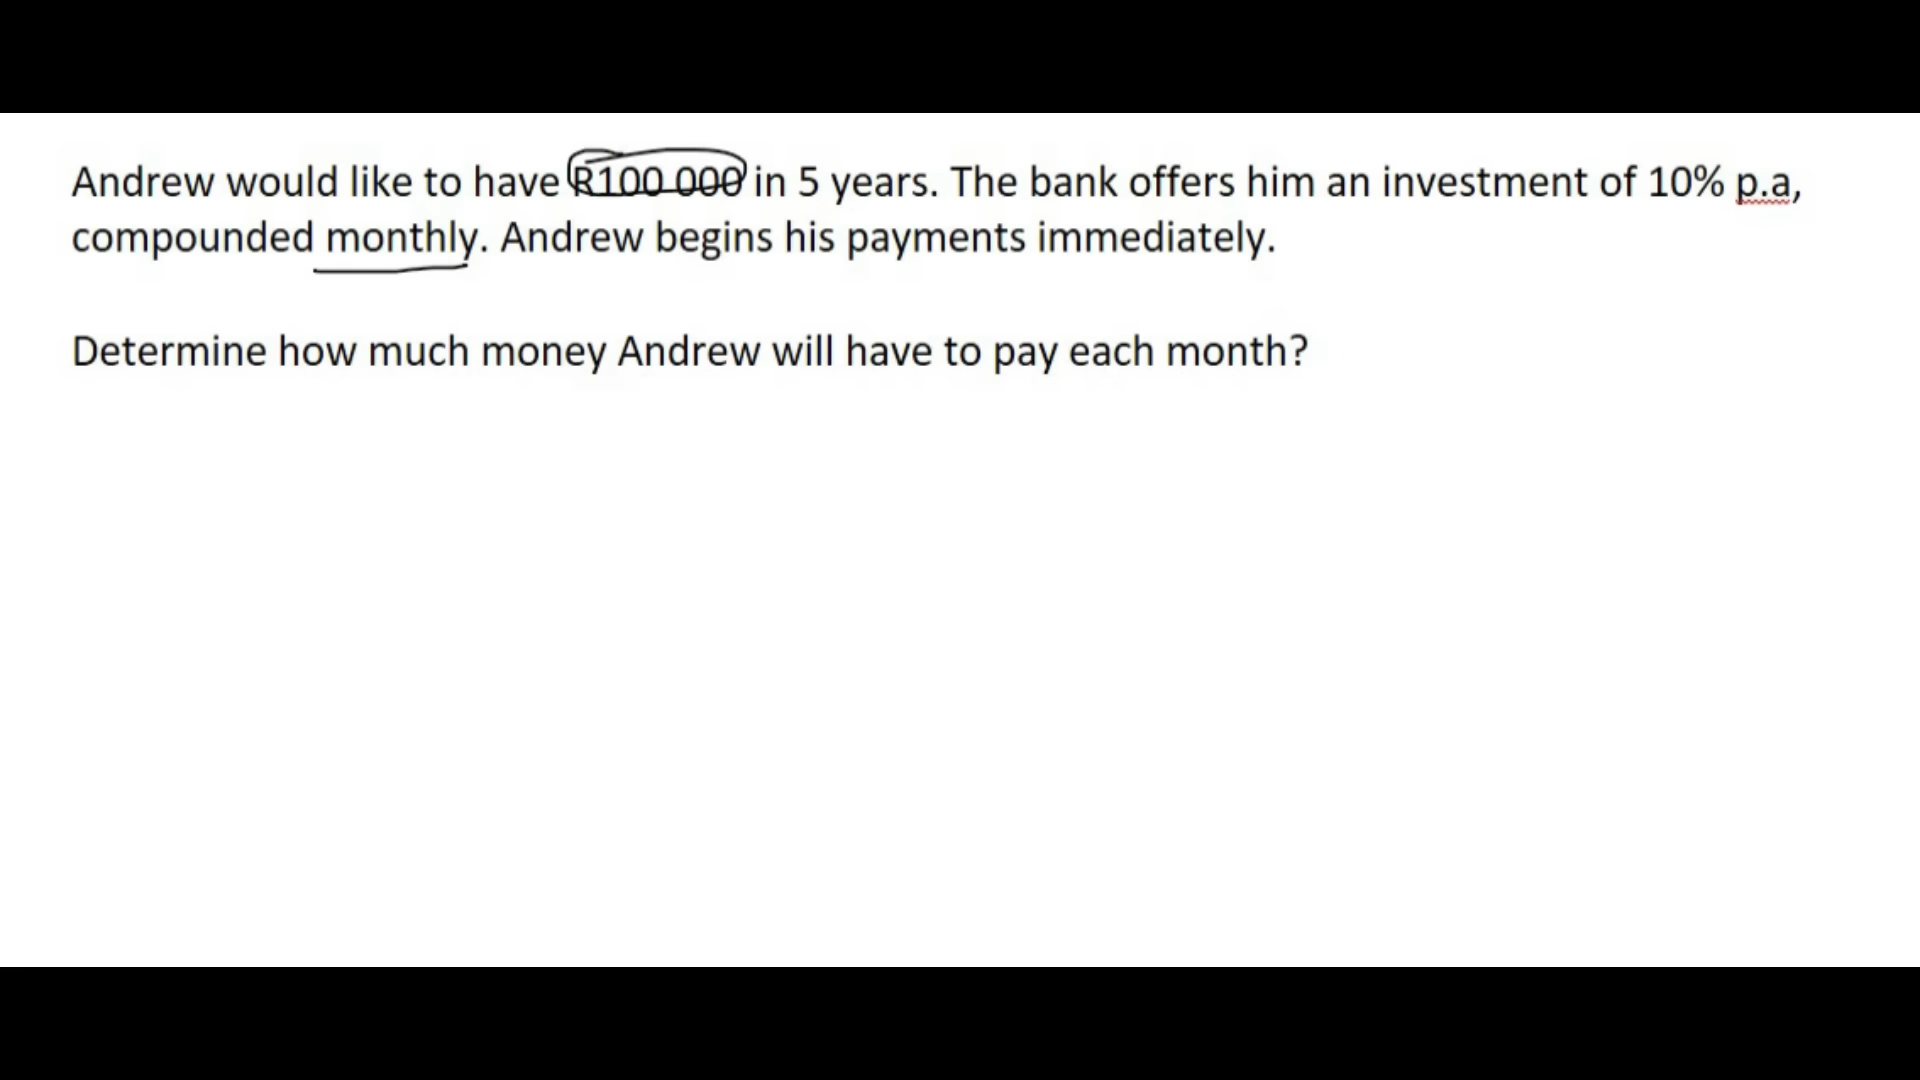 Andrew would like to have R100 000 in 5 years. The bank offers him an investment of 10% p.a,
compounded monthly. Andrew begins his payments immediately.
Determine how much money Andrew will have to pay each month?